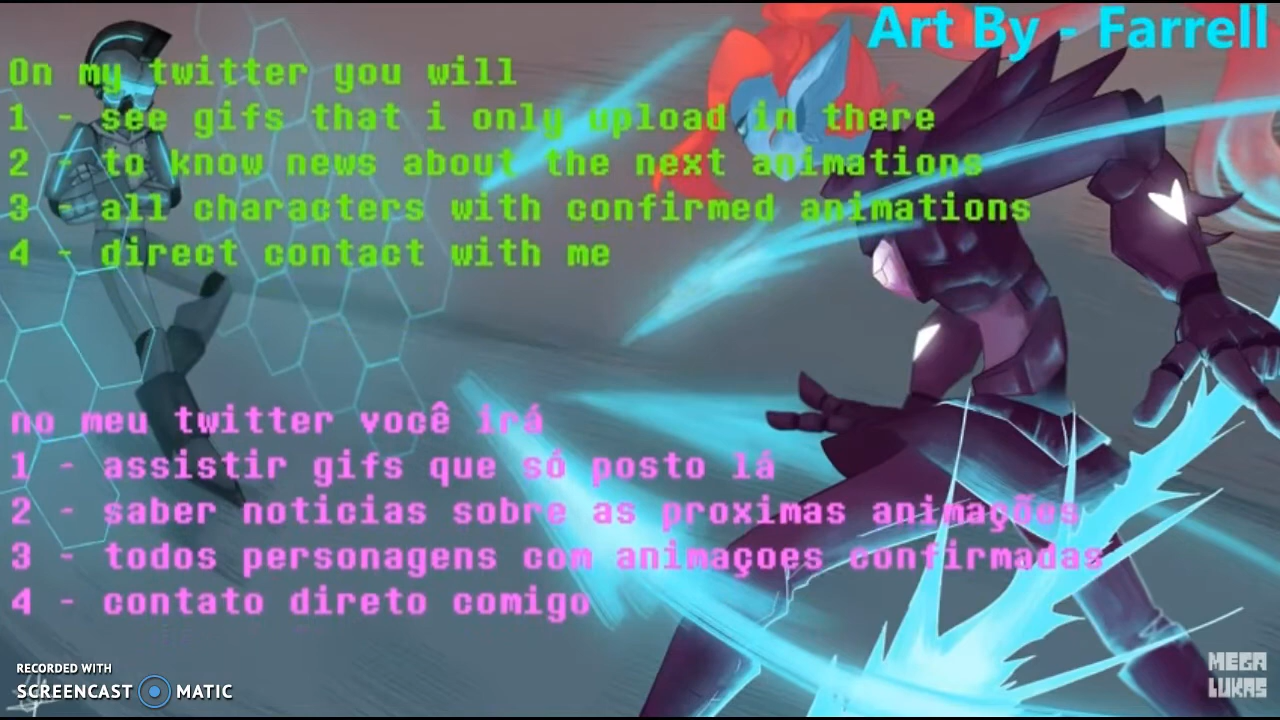 Art By - Farrell
On my twitter you will
1 - see gifs that i only upload in there
2 - to know news about the next animations
3 - all characters with confirmed animations
4 - direct contact with me
no meu twitter você irá
1 - assistir gifs que só posto lá
2 - saber noticias sobre as proximas animações
3 - todos personagens com animaçoes confirmadas
4 - contato direto comigo
RECORDED WITH
SCREENCAST MATIC
MEGA
LUKAS